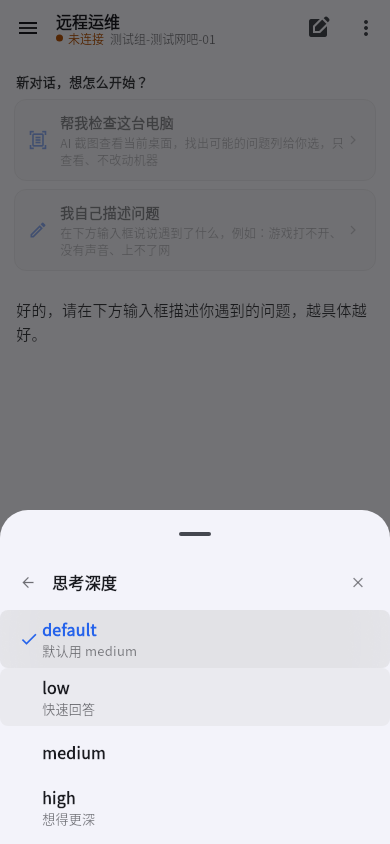 远程运维
未连接 测试组-测试网吧-01
新对话，想怎么开始？
帮我检查这台电脑
AI 截图查看当前桌面，找出可能的问题列给你选，只
查看、不改动机器
我自己描述问题
在下方输入框说说遇到了什么，例如：游戏打不开、
没有声音、上不了网
好的，请在下方输入框描述你遇到的问题，越具体越
好。
思考深度
default
默认用 medium
low
快速回答
medium
high
想得更深